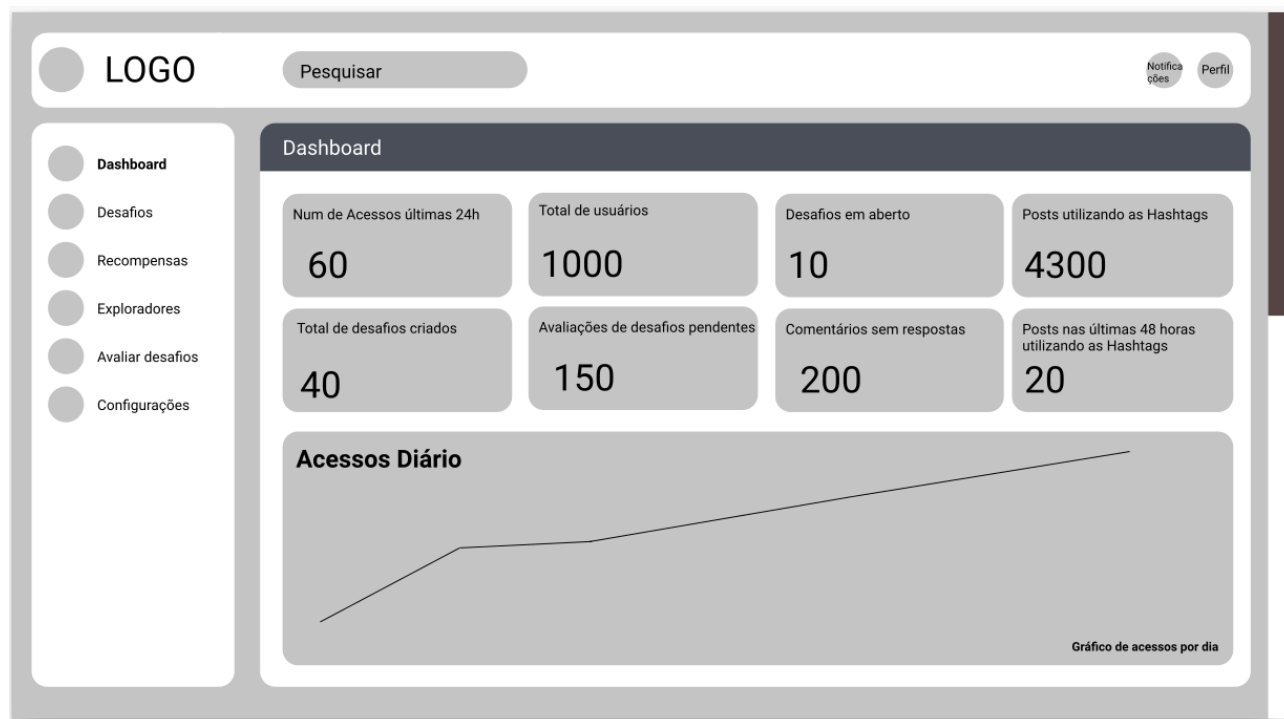 LOGO
Pesquisar
Notifica
ções
Perfil
Dashboard
Desafios
Recompensas
Exploradores
Avaliar desafios
Configurações
Dashboard
Num de Acessos últimas 24h
60
Total de usuários
1000
Desafios em aberto
10
Posts utilizando as Hashtags
4300
Total de desafios criados
40
Avaliações de desafios pendentes
150
Comentários sem respostas
200
Posts nas últimas 48 horas
utilizando as Hashtags
20
Acessos Diário
Gráfico de acessos por dia